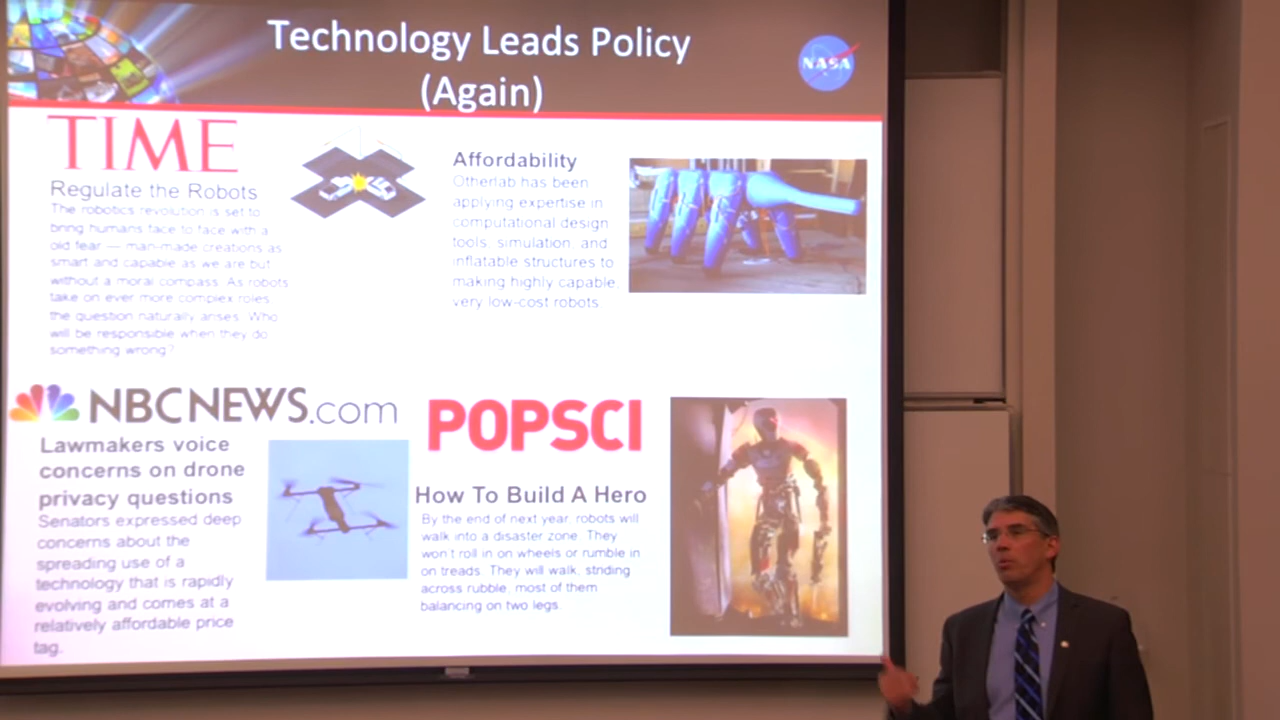 Technology Leads Policy
(Again)
NASA
TIME
Regulate the Robots
The robotics revolution is set to
bring humans face to face with a
old fear — man-made creations as
smart and capable as we are but
without a moral compass. As robots
take on ever more complex roles
the question naturally arises: Who
will be responsible when they do
something wrong?
Affordability
Otherlab has been
applying expertise in
computational design
tools, simulation, and
inflatable structures to
making highly capable,
very low-cost robots
NBCNEWS.com
Lawmakers voice
concerns on drone
privacy questions
Senators expressed deep
concerns about the
spreading use of a
technology that is rapidly
evolving and comes at a
relatively affordable price
tag.
POPSCI
How To Build A Hero
By the end of next year, robots will
walk into a disaster zone. They
won't roll in on wheels or rumble in
on treads. They will walk, striding
across rubble, most of them
balancing on two legs.